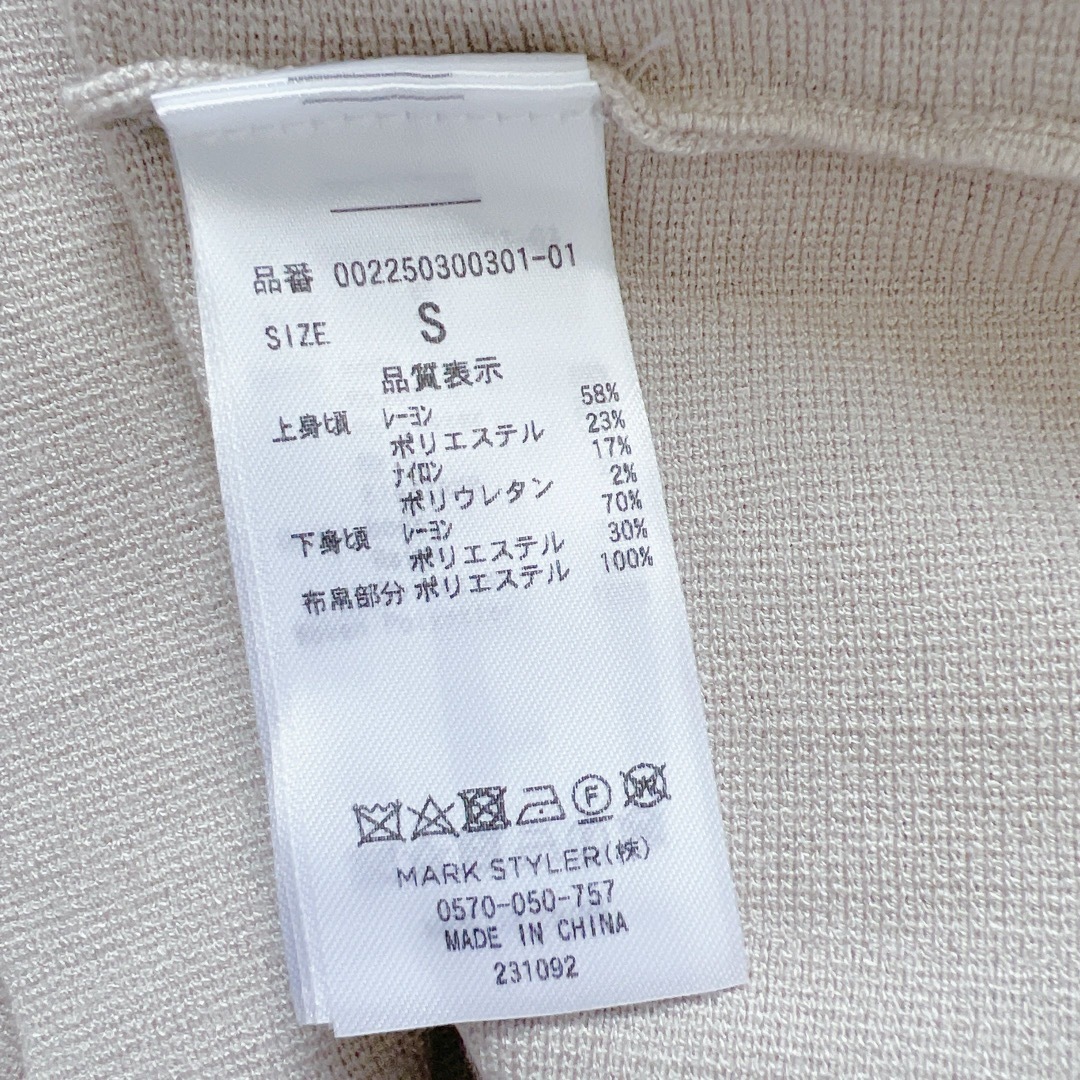 品番 002250300301-01
SIZE S
品質表示
上身頃 レーヨン 58%
ポリエステル 23%
ナイロン 17%
ポリウレタン 2%
下身頃 レーヨン 70%
ポリエステル 30%
布帛部分 ポリエステル 100%
F
W
MARK STYLER(株)
0570-050-757
MADE IN CHINA
231092